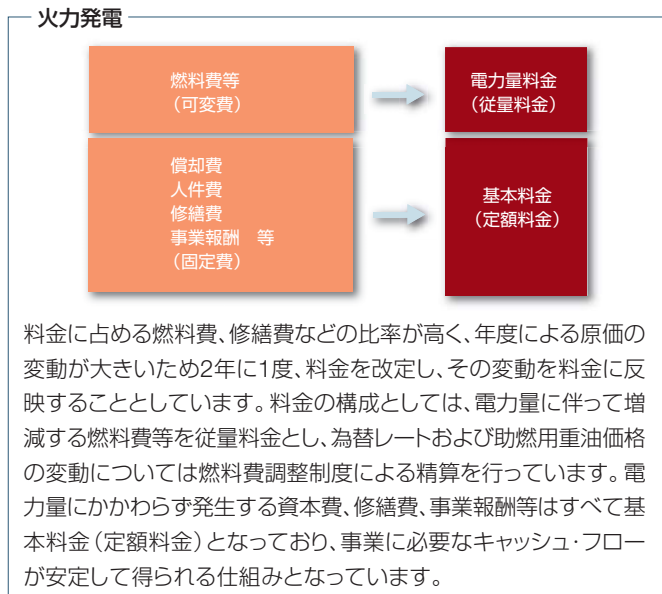 火力発電
燃料費等
（可変費）
電力量料金
（従量料金）
償却費
人件費
修繕費
事業報酬　等
（固定費）
基本料金
（定額料金）
料金に占める燃料費、修繕費などの比率が高く、年度による原価の
変動が大きいため2年に1度、料金を改定し、その変動を料金に反
映することとしています。料金の構成としては、電力量に伴って増
減する燃料費等を従量料金とし、為替レートおよび助燃用重油価格
の変動については燃料費調整制度による精算を行っています。電
力量にかかわらず発生する資本費、修繕費、事業報酬等はすべて基
本料金（定額料金）となっており、事業に必要なキャッシュ・フロー
が安定して得られる仕組みとなっています。